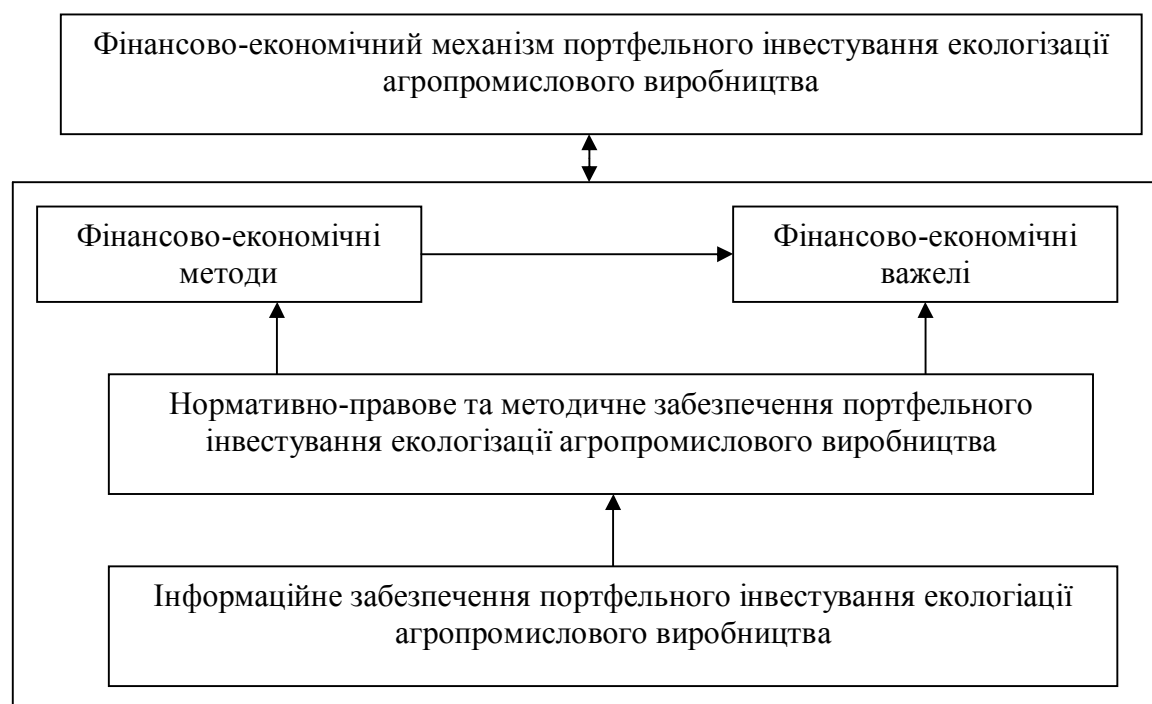 Фінансово-економічний механізм портфельного інвестування екологізації
агропромислового виробництва
Фінансово-економічні
методи
Фінансово-економічні
важелі
Нормативно-правове та методичне забезпечення портфельного
інвестування екологізації агропромислового виробництва
Інформаційне забезпечення портфельного інвестування екологіації
агропромислового виробництва